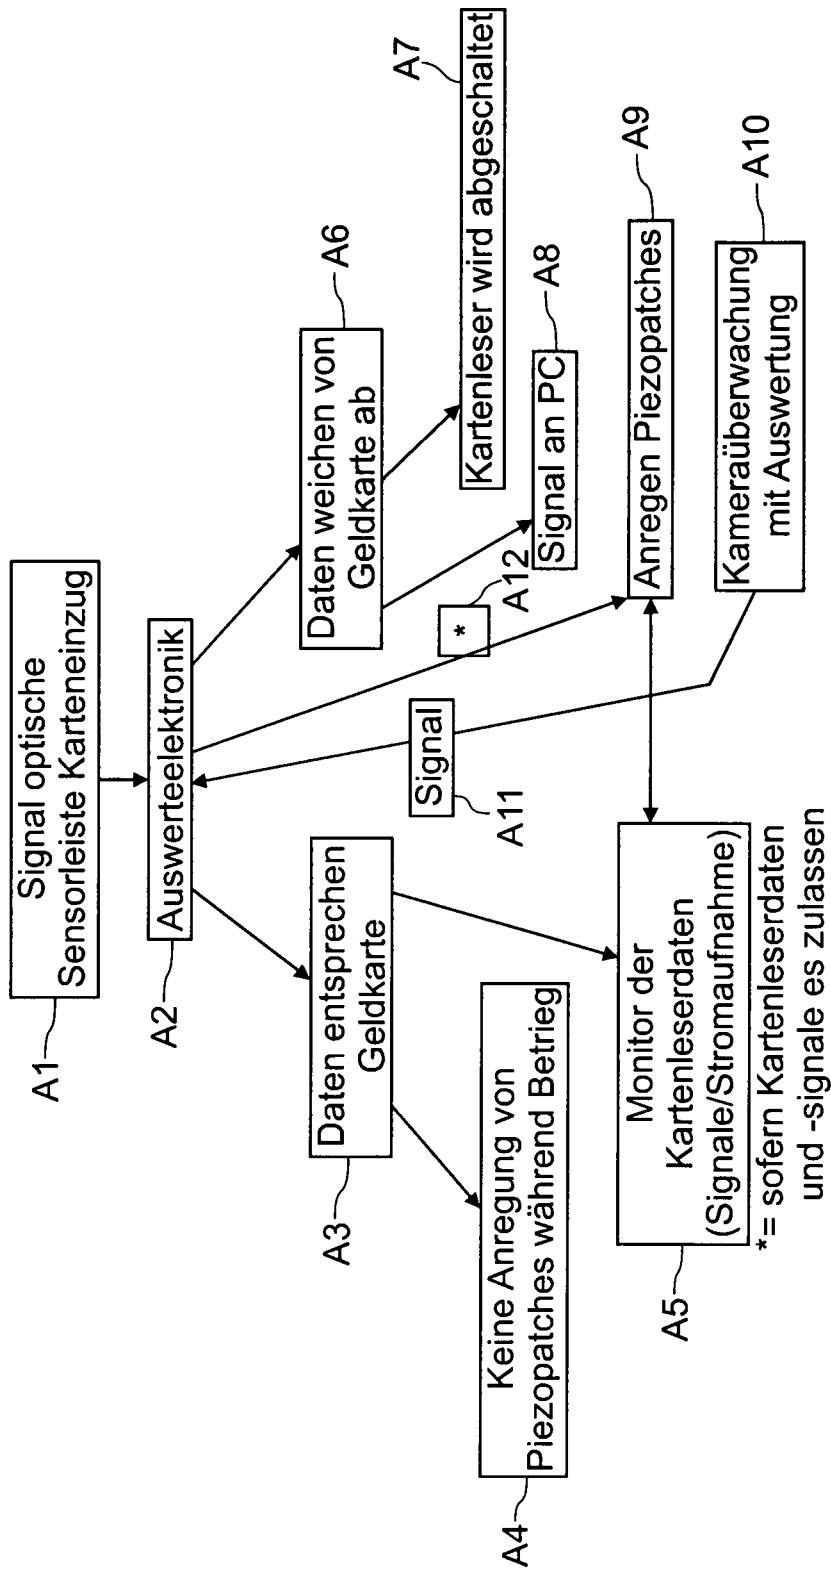 A1
Signal optische
Sensorleiste Karteneinzug
A2
Auswerteelektronik
A3
Daten entsprechen
Geldkarte
A6
Daten weichen von
Geldkarte ab
A4
Keine Anregung von
Piezopatches während Betrieg
A11
Signal
A12
*
A7
Kartenleser wird abgeschaltet
A8
Signal an PC
A5
Monitor der
Kartenleserdaten
(Signale/Stromaufnahme)
A9
Anregen Piezopatches
A10
Kameraüberwachung
mit Auswertung
*= sofern Kartenleserdaten
und -signale es zulassen